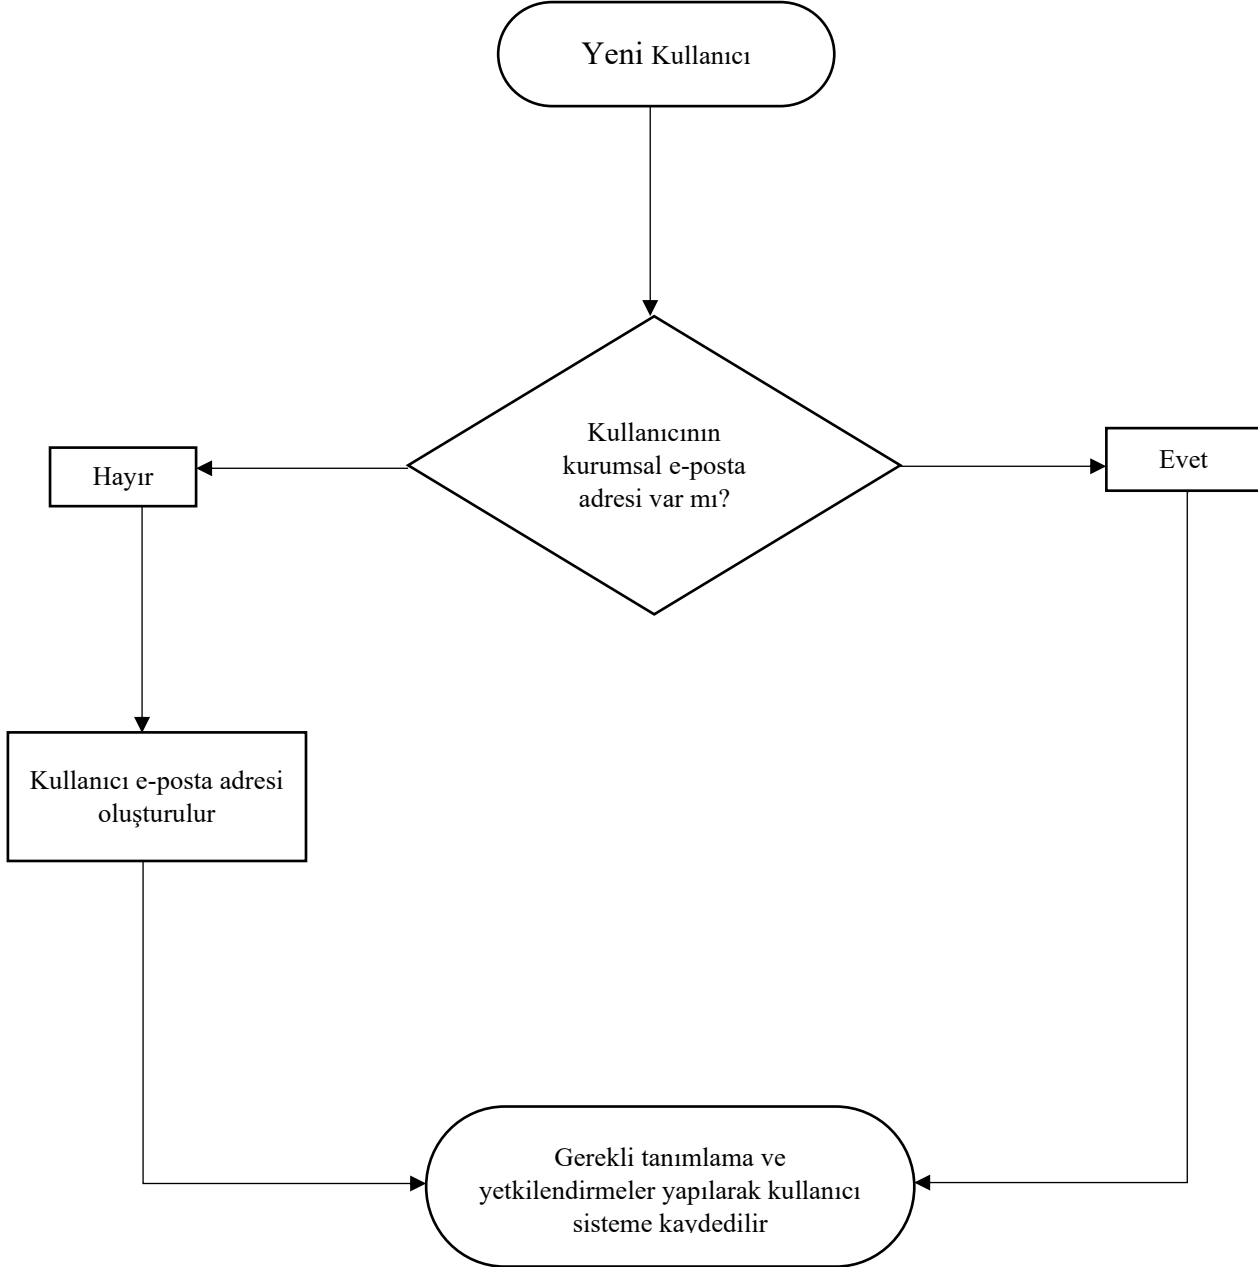 Yeni Kullanıcı
Kullanıcının
kurumsal e-posta
adresi var mı?
Hayır
Evet
Kullanıcı e-posta adresi
oluşturulur
Gerekli tanımlama ve
yetkilendirmeler yapılarak kullanıcı
sisteme kaydedilir